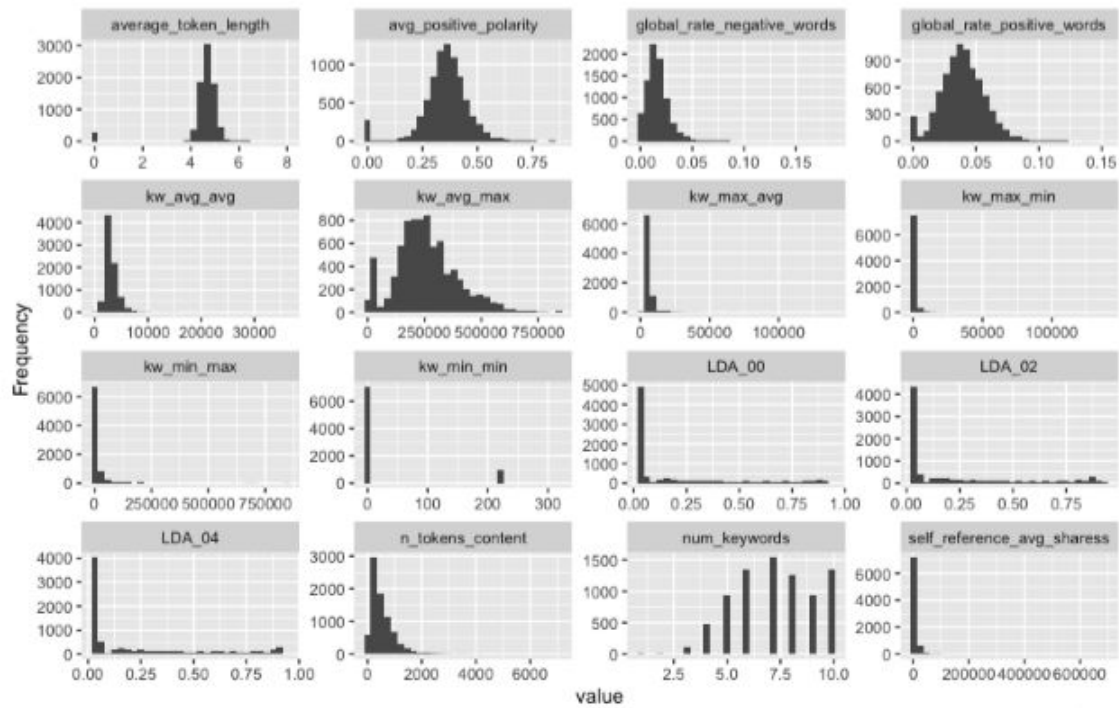 average_token_length avg_positive_polarity global_rate_negative_words global_rate_positive_words
3000 2000 1000 0
1000 500 0
2000 1500 1000 500 0
900 600 300 0
0 2 4 6 8
0.00 0.25 0.50 0.75
0.00 0.05 0.10 0.15
0.00 0.05 0.10 0.15
kw_avg_avg kw_avg_max kw_max_avg kw_max_min
4000 3000 2000 1000 0
800 600 400 200 0
6000 4000 2000 0
6000 4000 2000 0
0 10000 20000 30000
0 250000 500000 750000
0 50000 100000
0 50000 100000
Frequency
kw_min_max kw_min_min LDA_00 LDA_02
6000 4000 2000 0
6000 4000 2000 0
5000 4000 3000 2000 1000 0
4000 3000 2000 1000 0
0 250000 500000 750000
0 100 200 300
0.00 0.25 0.50 0.75 1.00
0.00 0.25 0.50 0.75
LDA_04 n_tokens_content num_keywords self_reference_avg_sharess
4000 3000 2000 1000 0
3000 2000 1000 0
1500 1000 500 0
6000 4000 2000 0
0.00 0.25 0.50 0.75 1.00
0 2000 4000 6000
2.5 5.0 7.5 10.0
0 200000 400000 600000
value